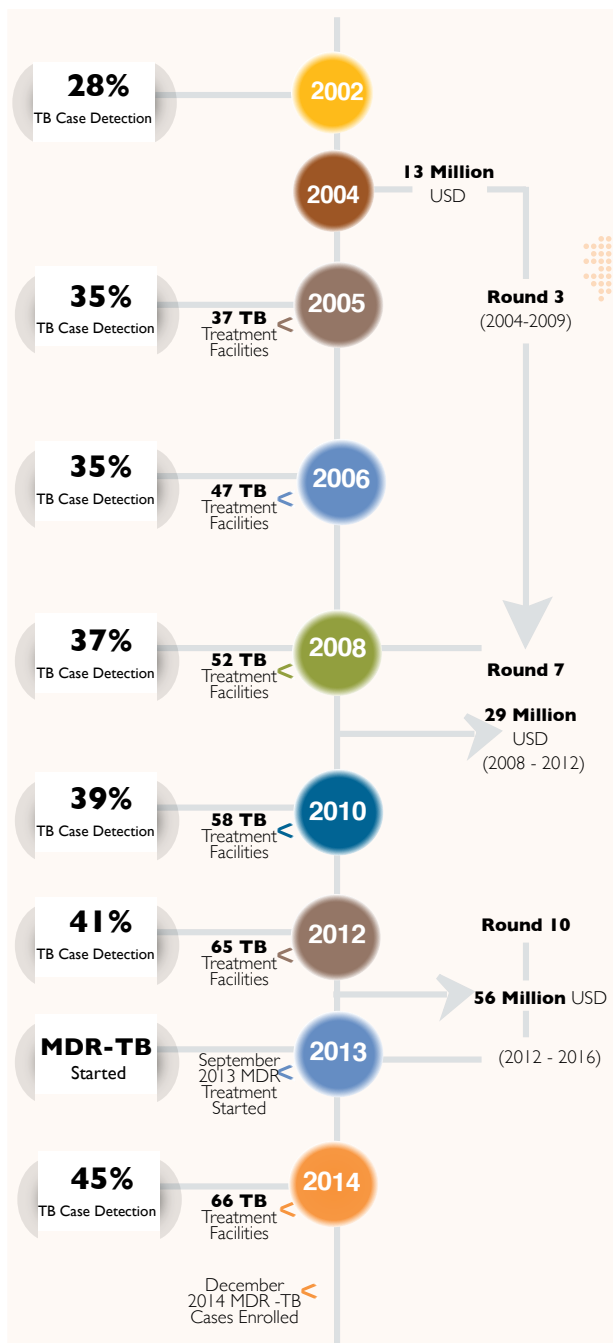 28%
TB Case Detection
2002
2004
13 Million
USD
35%
TB Case Detection
37 TB
Treatment
Facilities
<
2005
Round 3
(2004-2009)
35%
TB Case Detection
47 TB
Treatment
Facilities
<
2006
37%
TB Case Detection
52 TB
Treatment
Facilities
<
2008
Round 7
29 Million
USD
(2008 - 2012)
39%
TB Case Detection
58 TB
Treatment
Facilities
<
2010
41%
TB Case Detection
65 TB
Treatment
Facilities
<
2012
Round 10
56 Million USD
(2012 - 2016)
MDR-TB
Started
September
2013 MDR
Treatment
Started
<
2013
45%
TB Case Detection
66 TB
Treatment
Facilities
<
2014
December
2014 MDR -TB
Cases Enrolled
<